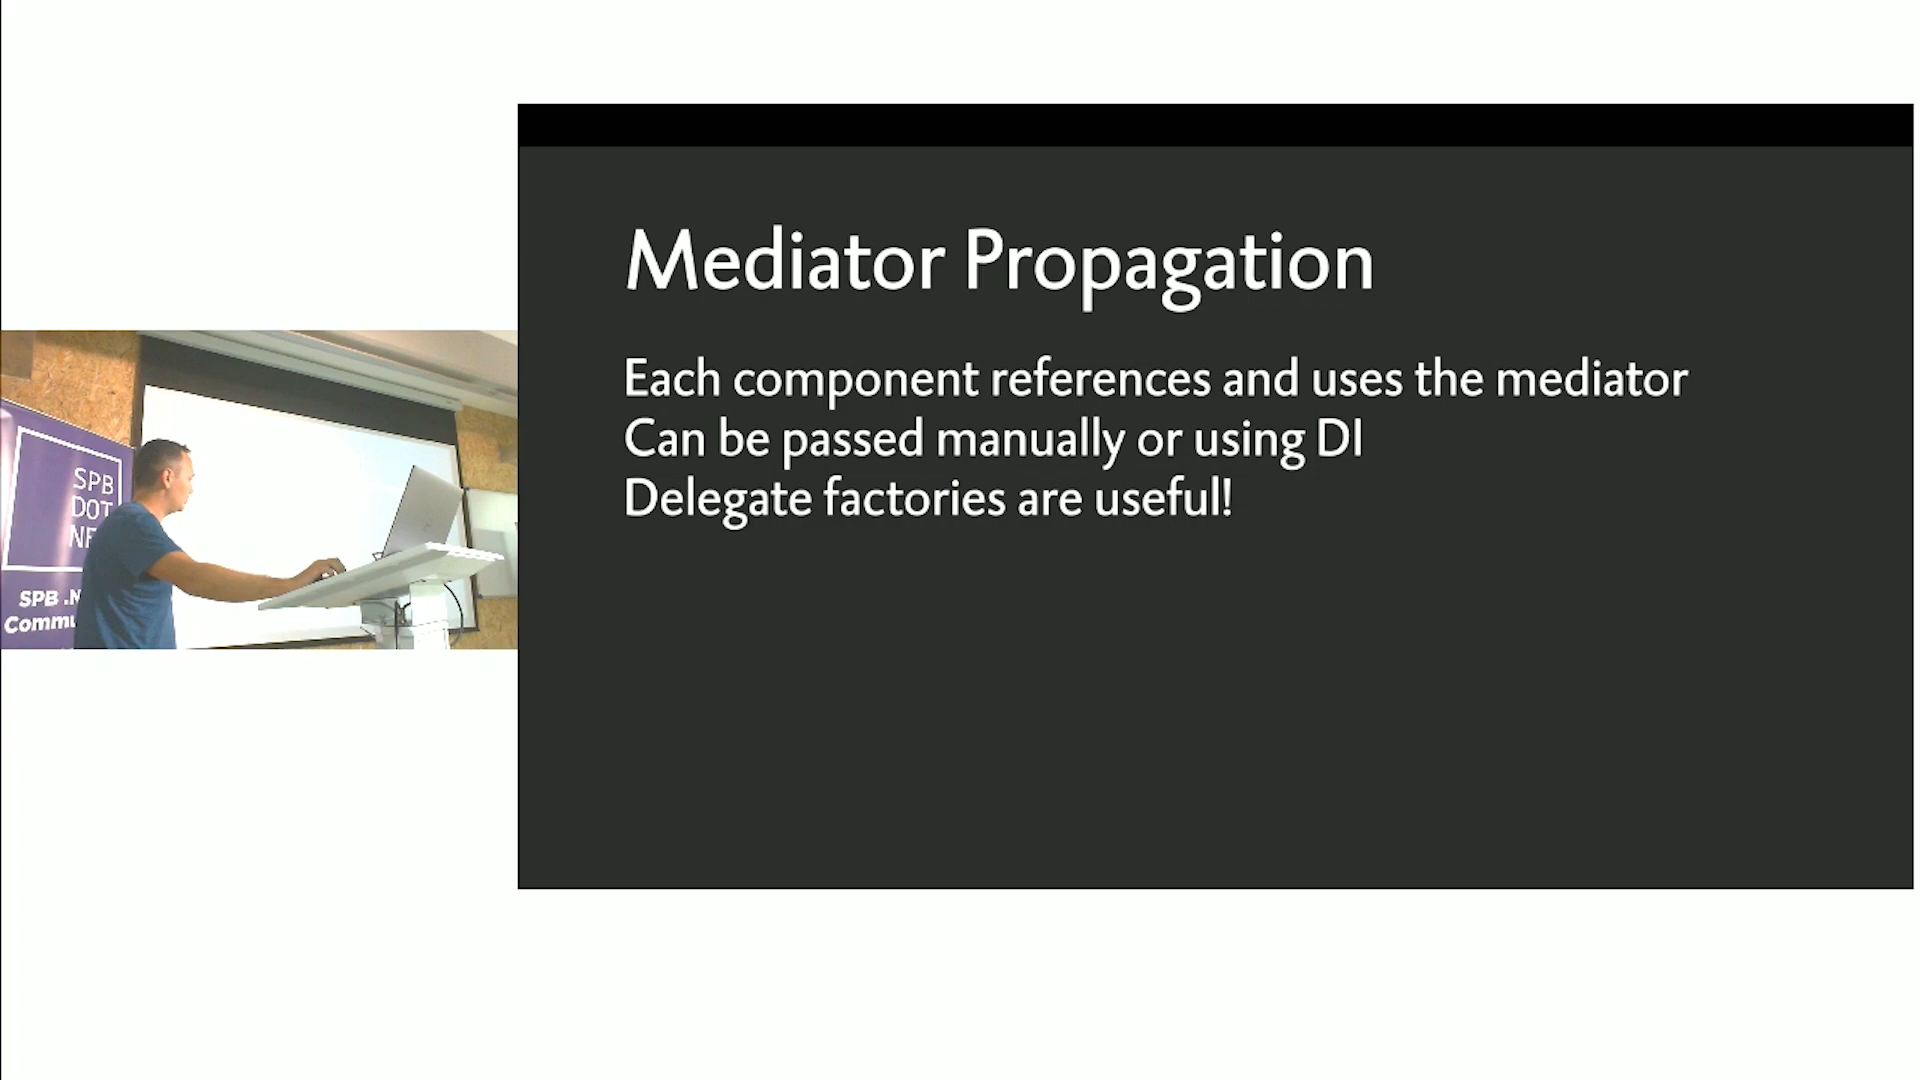 Mediator Propagation
Each component references and uses the mediator
Can be passed manually or using DI
Delegate factories are useful!
SPB
DOT
SPB